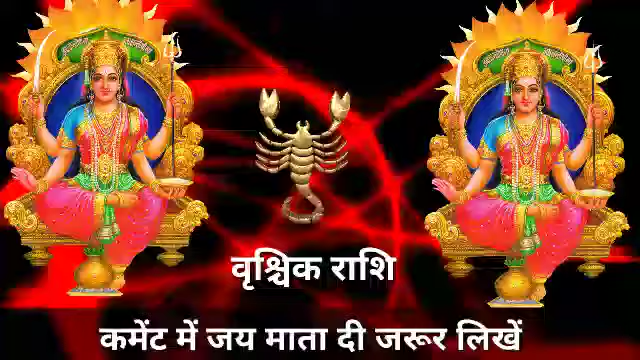 वृश्चिक राशि
कमेंट में जय माता दी जरूर लिखें